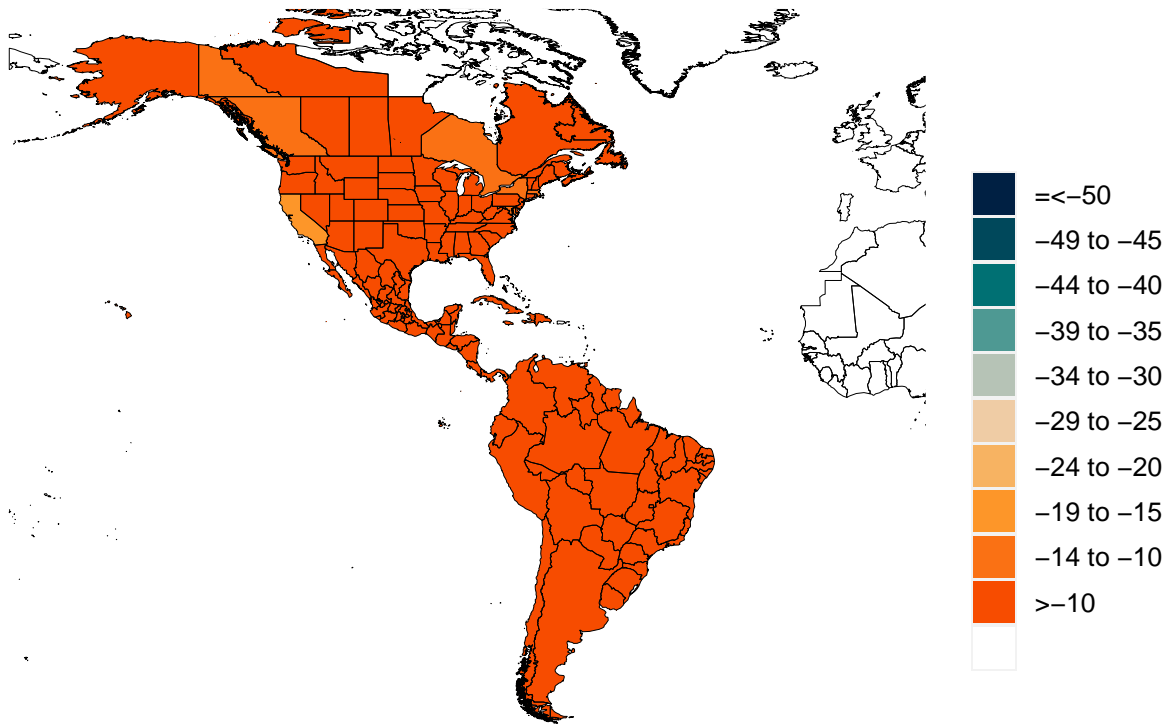 =<−50
−49 to −45
−44 to −40
−39 to −35
−34 to −30
−29 to −25
−24 to −20
−19 to −15
−14 to −10
>−10